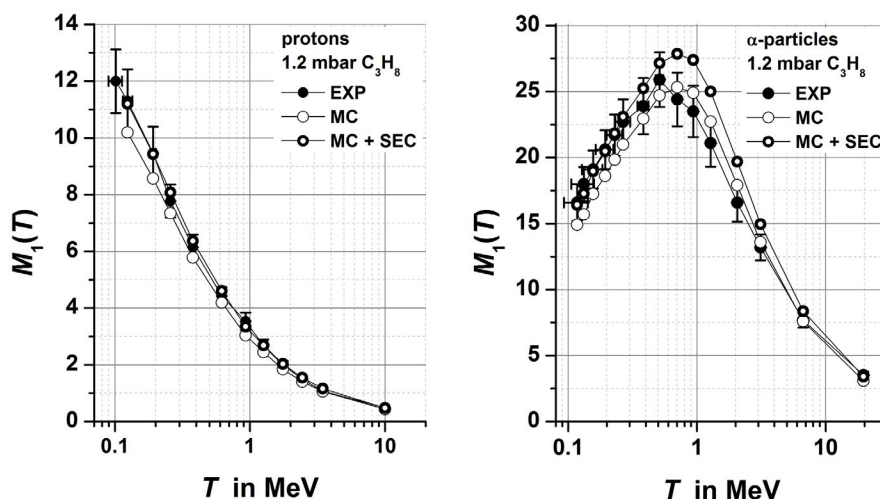 14
12
10
8
6
4
2
0
M₁(T)
protons
1.2 mbar C₃H₈
EXP
MC
MC + SEC
0.1
1
10
T in MeV
30
25
20
15
10
5
0
M₁(T)
α-particles
1.2 mbar C₃H₈
EXP
MC
MC + SEC
0.1
1
10
T in MeV